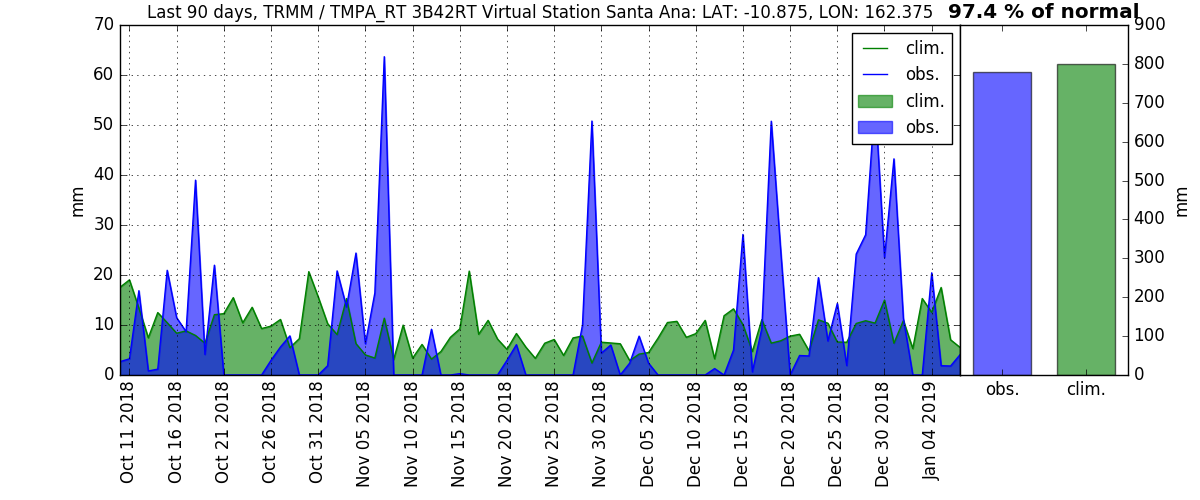 Last 90 days, TRMM / TMPA_RT 3B42RT Virtual Station Santa Ana: LAT: -10.875, LON: 162.375 97.4 % of normal
70
60
50
40
30
20
10
0
mm
clim.
obs.
clim.
obs.
Oct 11 2018
Oct 16 2018
Oct 21 2018
Oct 26 2018
Oct 31 2018
Nov 05 2018
Nov 10 2018
Nov 15 2018
Nov 20 2018
Nov 25 2018
Nov 30 2018
Dec 05 2018
Dec 10 2018
Dec 15 2018
Dec 20 2018
Dec 25 2018
Dec 30 2018
Jan 04 2019
900
800
700
600
500
400
300
200
100
0
mm
obs.
clim.